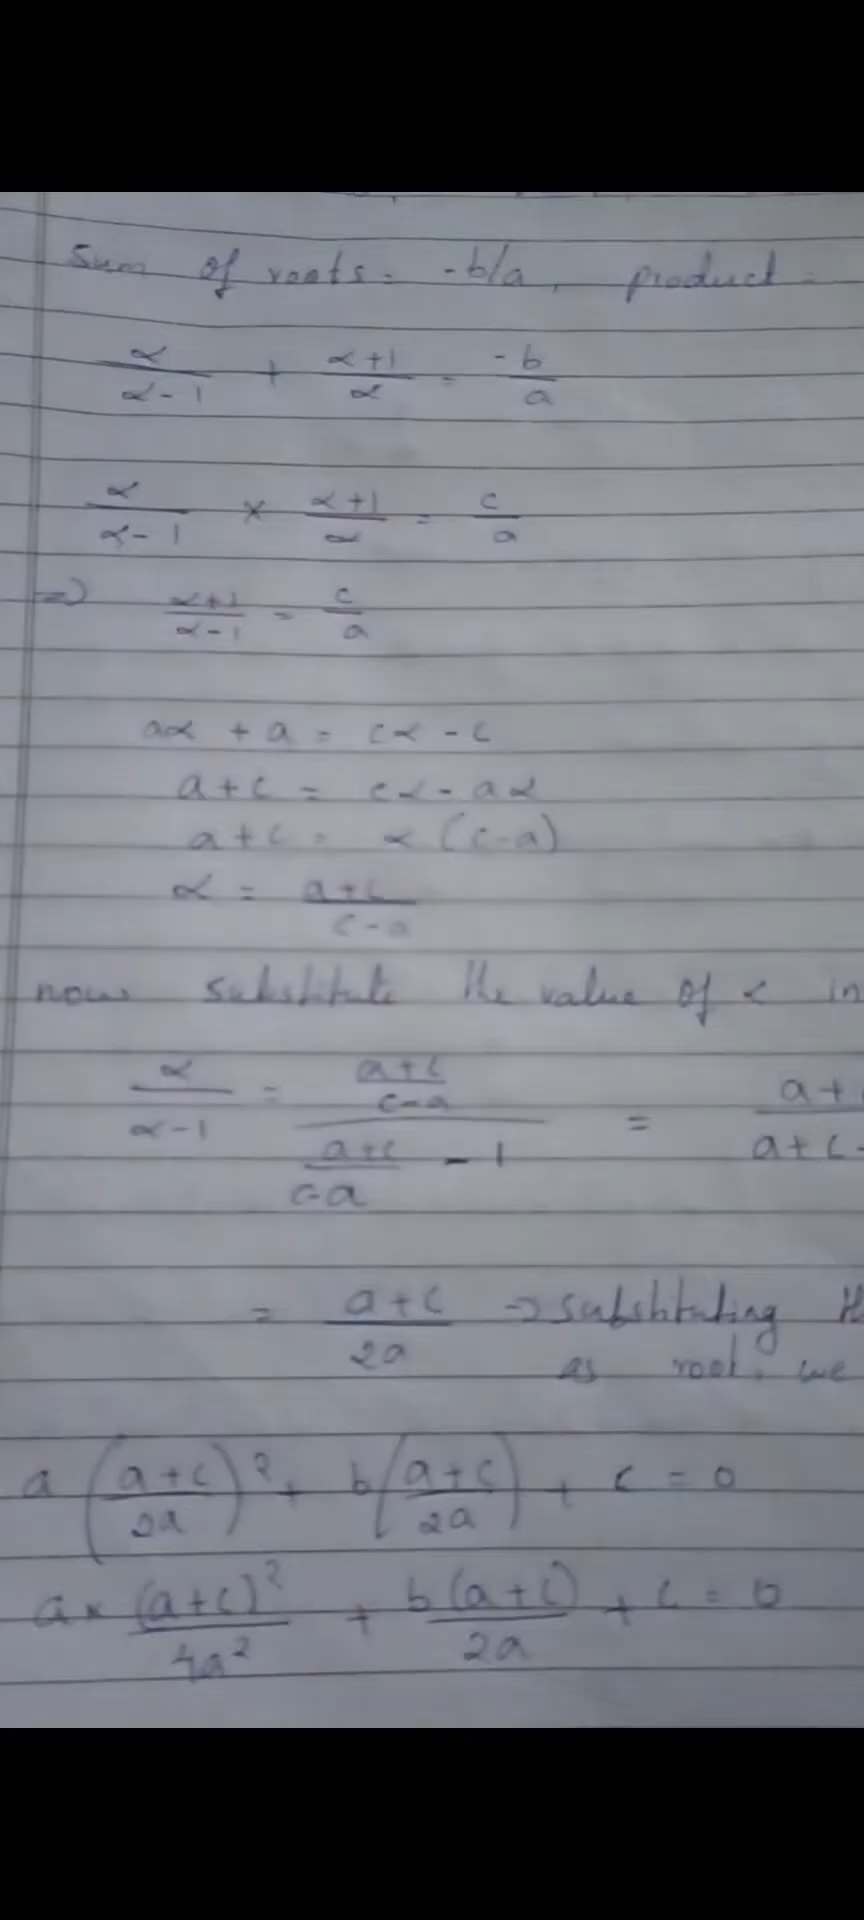 Sum of roots = -b/a, product =
α/(α-1) + (α+1)/α = -b/a
α/(α-1) × (α+1)/α = c/a
=> (α+1)/(α-1) = c/a
aα + a = cα - c
a+c = cα - aα
a+c = α(c-a)
α = (a+c)/(c-a)
now substitute the value of α in
α/(α-1) = ((a+c)/(c-a))/((a+c)/(c-a) - 1) = a+/a+c-
= (a+c)/2a → substituting
as root, we
a((a+c)/2a)² + b((a+c)/2a) + c = 0
a × (a+c)²/4a² + b(a+c)/2a + c = 0